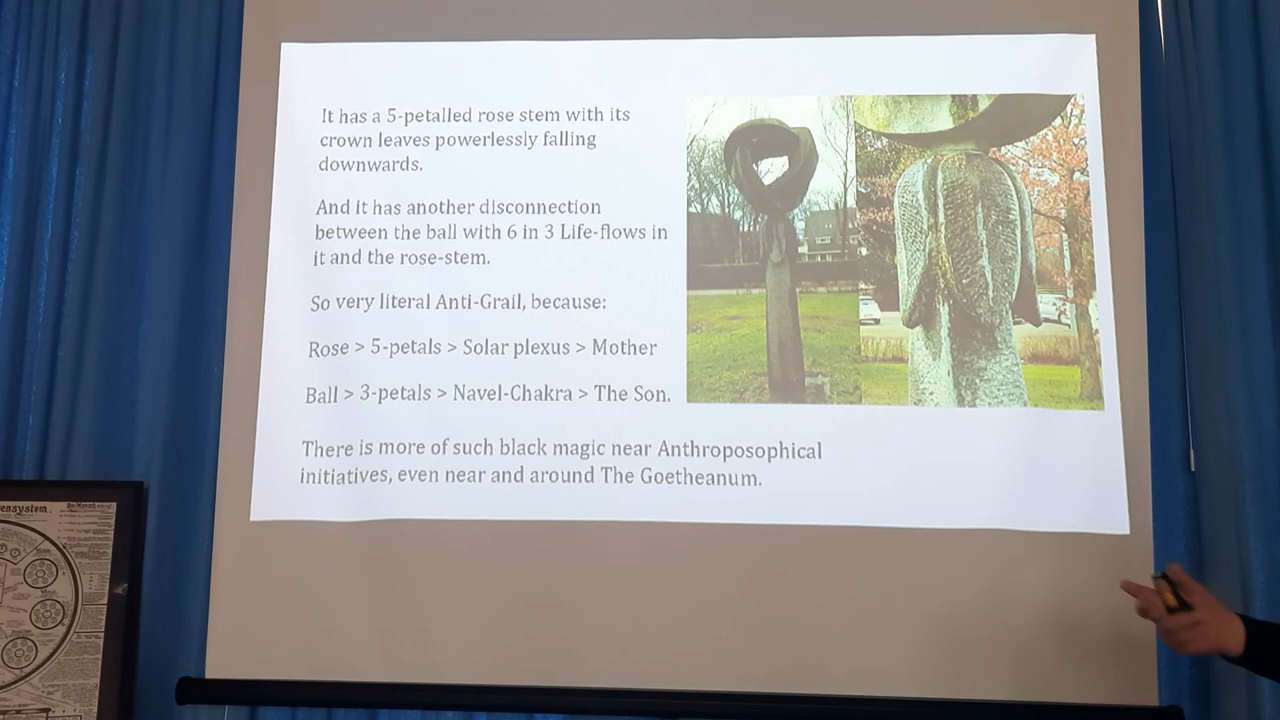 It has a 5-petalled rose stem with its
crown leaves powerlessly falling
downwards.
And it has another disconnection
between the ball with 6 in 3 Life-flows in
it and the rose-stem.
So very literal Anti-Grail, because:
Rose > 5-petals > Solar plexus > Mother
Ball > 3-petals > Navel-Chakra > The Son.
There is more of such black magic near Anthroposophical
initiatives, even near and around The Goetheanum.